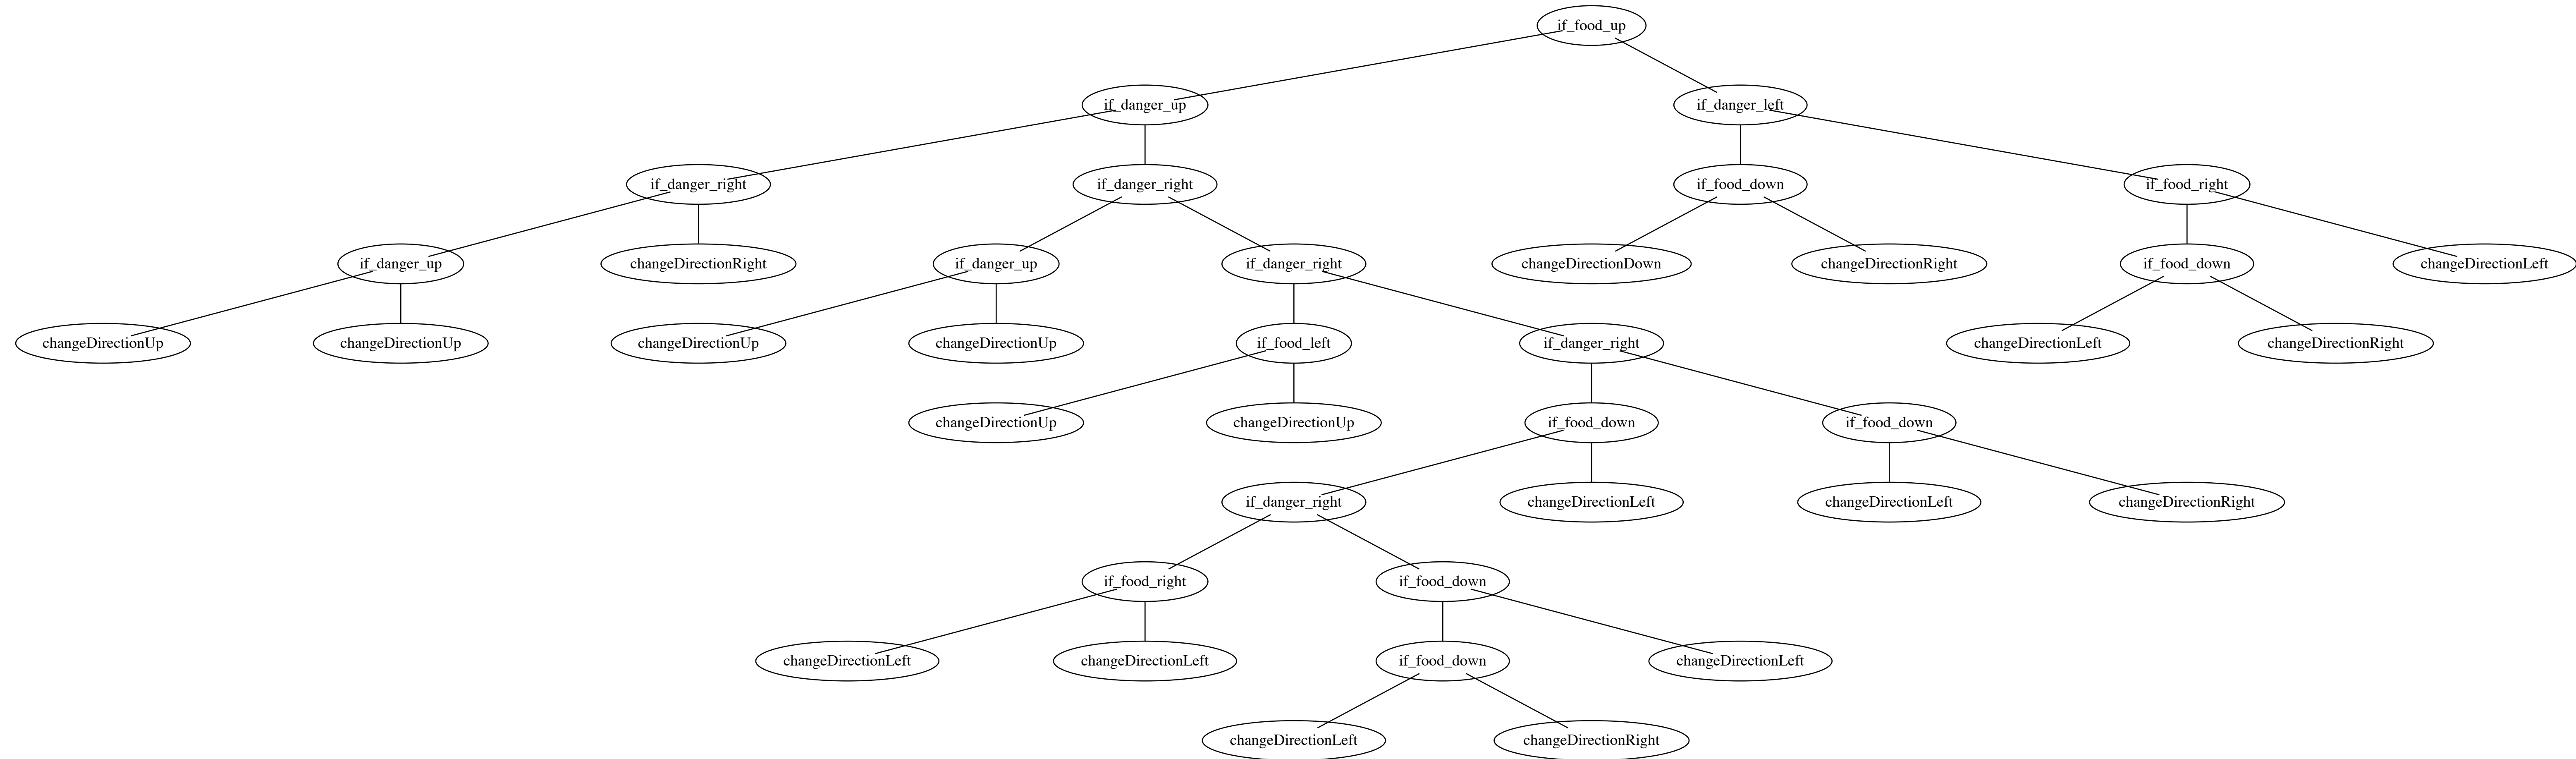 if_food_up
if_danger_up
if_danger_left
if_danger_right
if_danger_right
if_food_down
if_food_right
if_danger_up
changeDirectionRight
if_danger_up
if_danger_right
changeDirectionDown
changeDirectionRight
if_food_down
changeDirectionLeft
changeDirectionUp
changeDirectionUp
changeDirectionUp
changeDirectionUp
if_food_left
if_danger_right
changeDirectionLeft
changeDirectionRight
changeDirectionUp
changeDirectionUp
if_food_down
if_food_down
if_danger_right
changeDirectionLeft
changeDirectionLeft
changeDirectionRight
if_food_right
if_food_down
changeDirectionLeft
changeDirectionLeft
if_food_down
changeDirectionLeft
changeDirectionLeft
changeDirectionRight